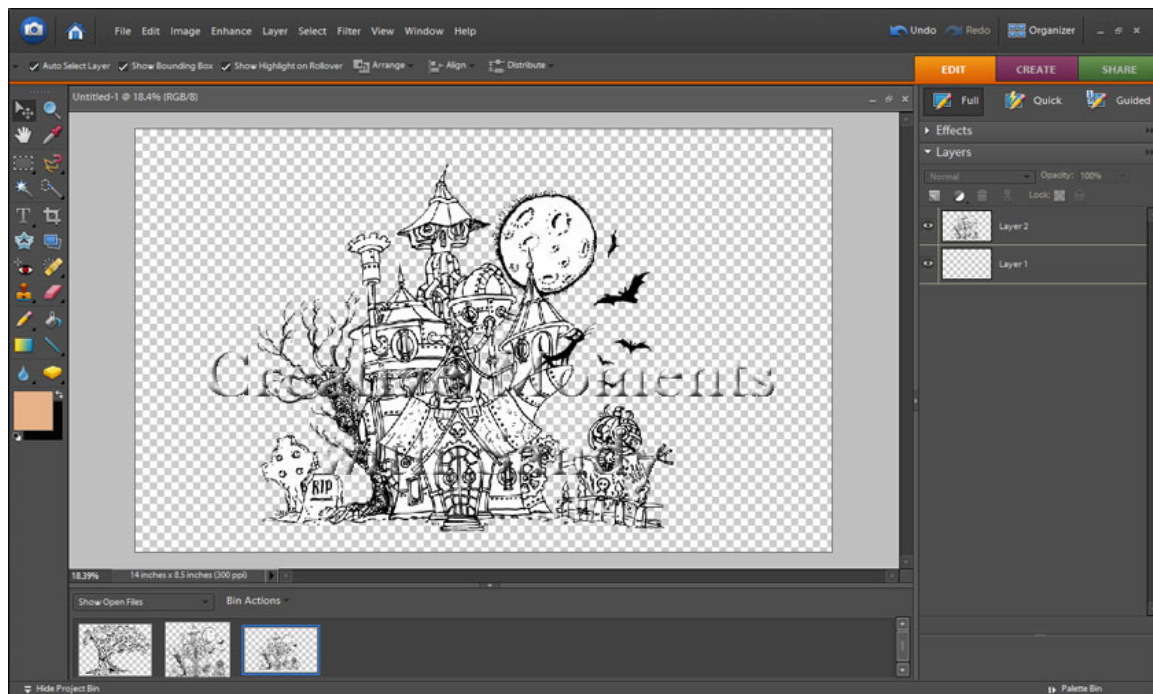 File Edit Image Enhance Layer Select Filter View Window Help
Undo Redo Organizer
Auto Select Layer Show Bounding Box Show Highlight on Rollover Arrange Align Distribute
EDIT CREATE SHARE
Untitled-1 @ 18.4% (RGB/8)
Full Quick Guided
Effects
Layers
Normal Opacity: 100%
Lock:
Layer 2
Layer 1
Moments
RIP
18.39% 14 inches x 8.5 inches (300 ppi)
Show Open Files Bin Actions
Hide Project Bin Palette Bin